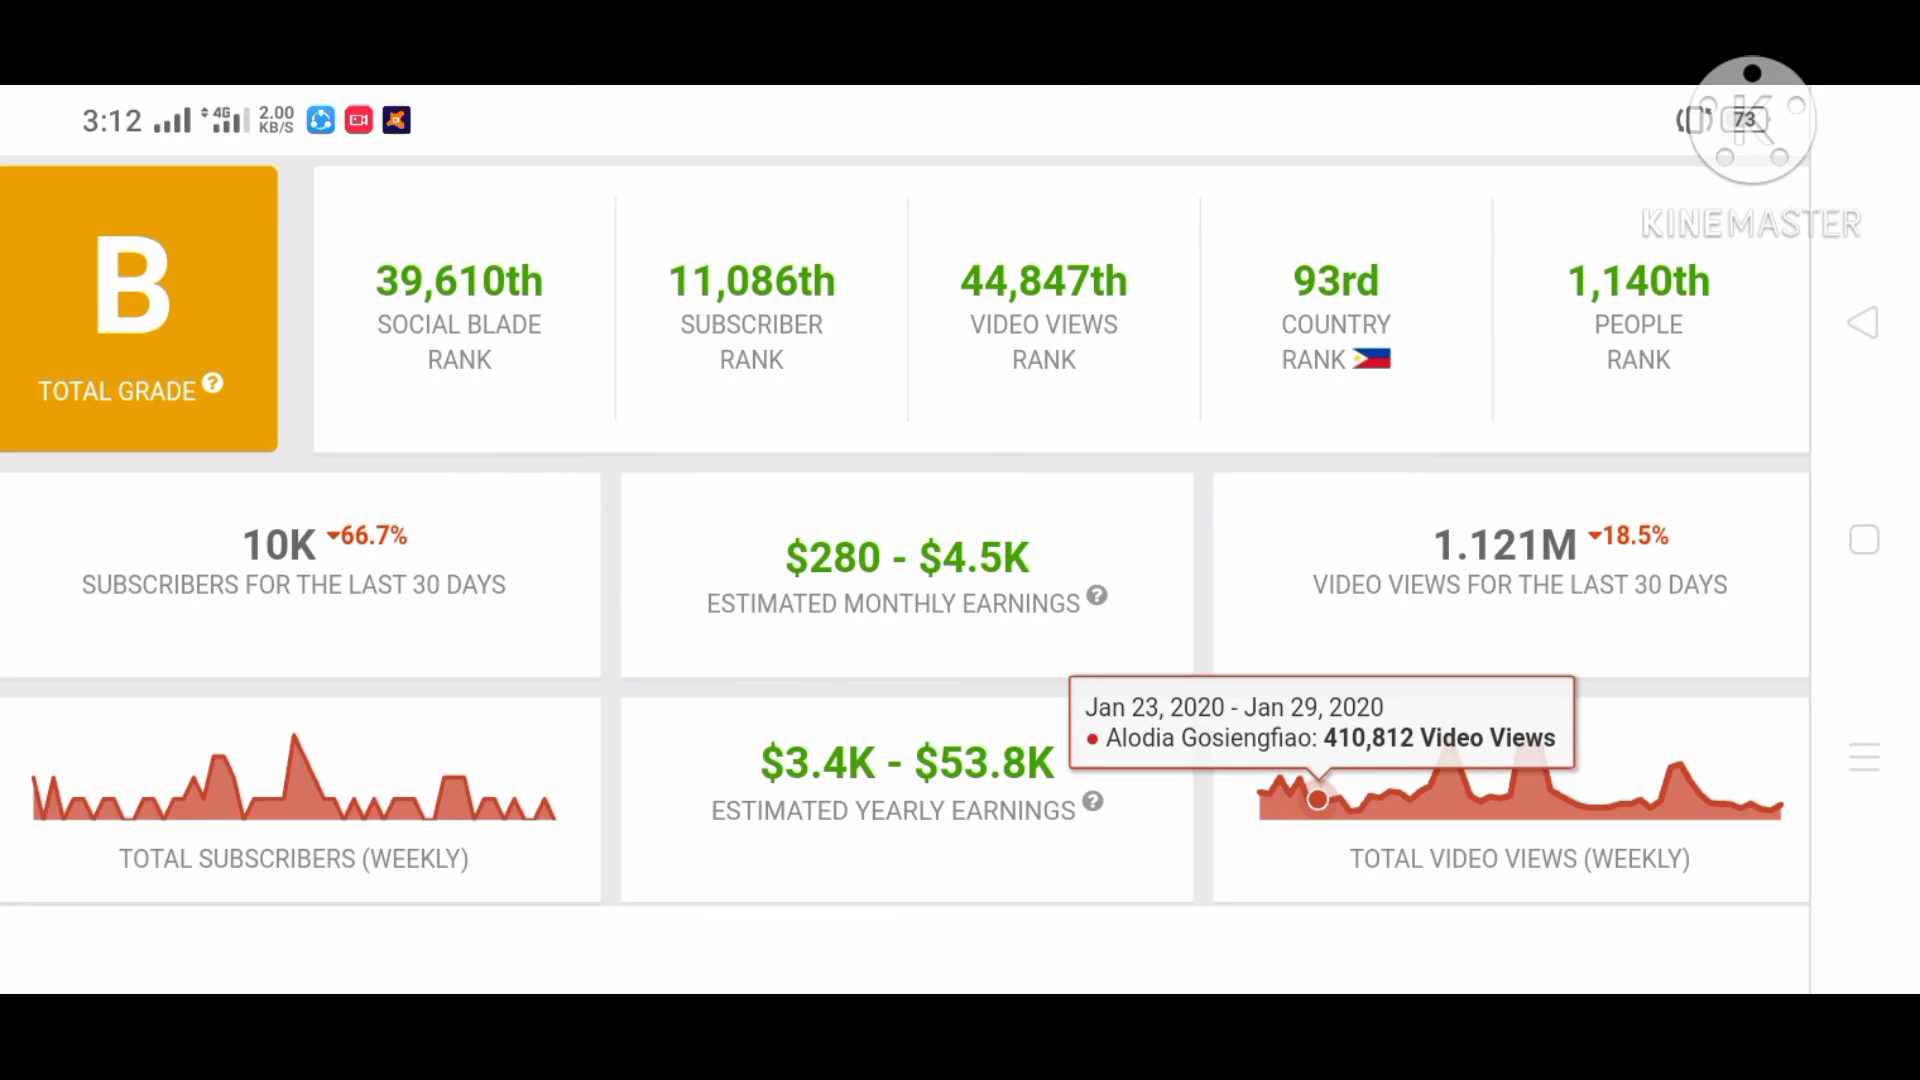 3:12 4G 2.00 KB/S 73
KINEMASTER
B
TOTAL GRADE ?
39,610th
SOCIAL BLADE
RANK
11,086th
SUBSCRIBER
RANK
44,847th
VIDEO VIEWS
RANK
93rd
COUNTRY
RANK
1,140th
PEOPLE
RANK
10K 66.7%
SUBSCRIBERS FOR THE LAST 30 DAYS
$280 - $4.5K
ESTIMATED MONTHLY EARNINGS ?
1.121M 18.5%
VIDEO VIEWS FOR THE LAST 30 DAYS
TOTAL SUBSCRIBERS (WEEKLY)
$3.4K - $53.8K
ESTIMATED YEARLY EARNINGS ?
Jan 23, 2020 - Jan 29, 2020
Alodia Gosiengfiao: 410,812 Video Views
TOTAL VIDEO VIEWS (WEEKLY)